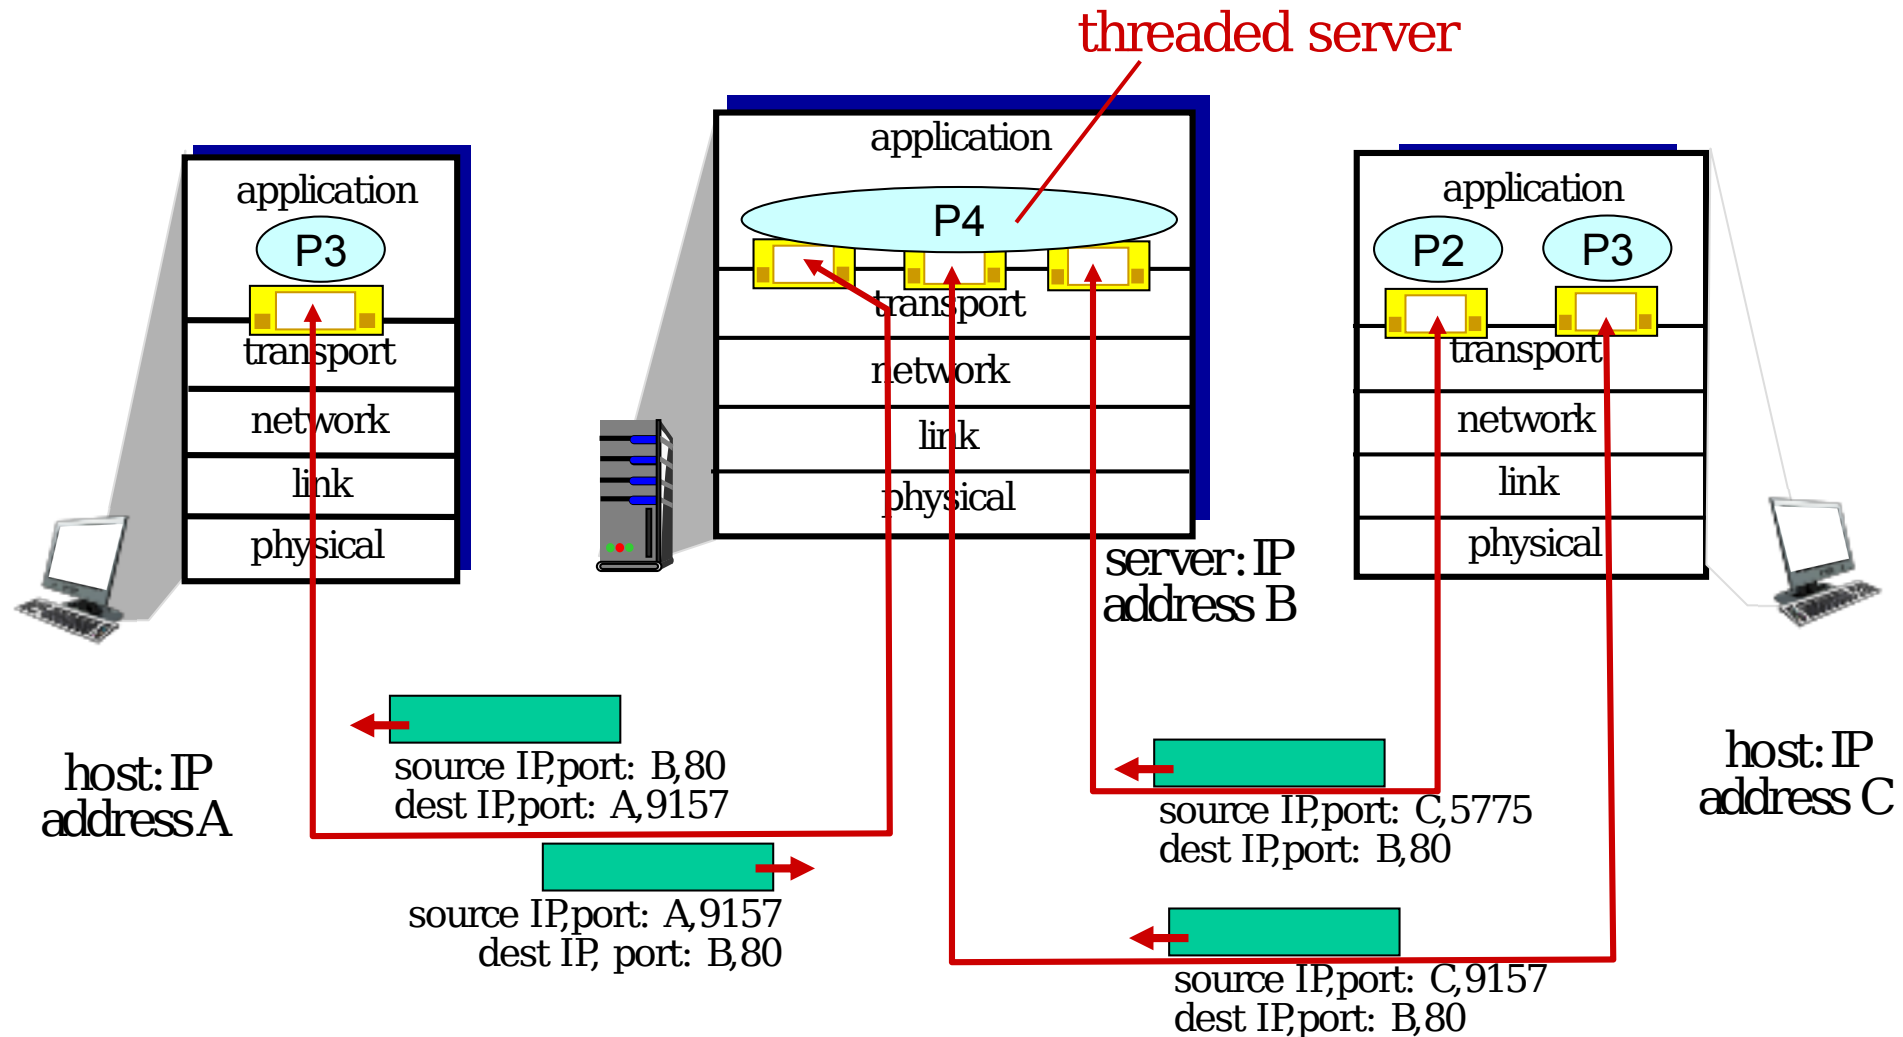 threaded server
application
P3
transport
network
link
physical
application
P4
transport
network
link
physical
application
P2 P3
transport
network
link
physical
server: IP
address B
host: IP
address A
source IP,port: B,80
dest IP,port: A,9157
source IP,port: A,9157
dest IP, port: B,80
source IP,port: C,5775
dest IP,port: B,80
source IP,port: C,9157
dest IP,port: B,80
host: IP
address C